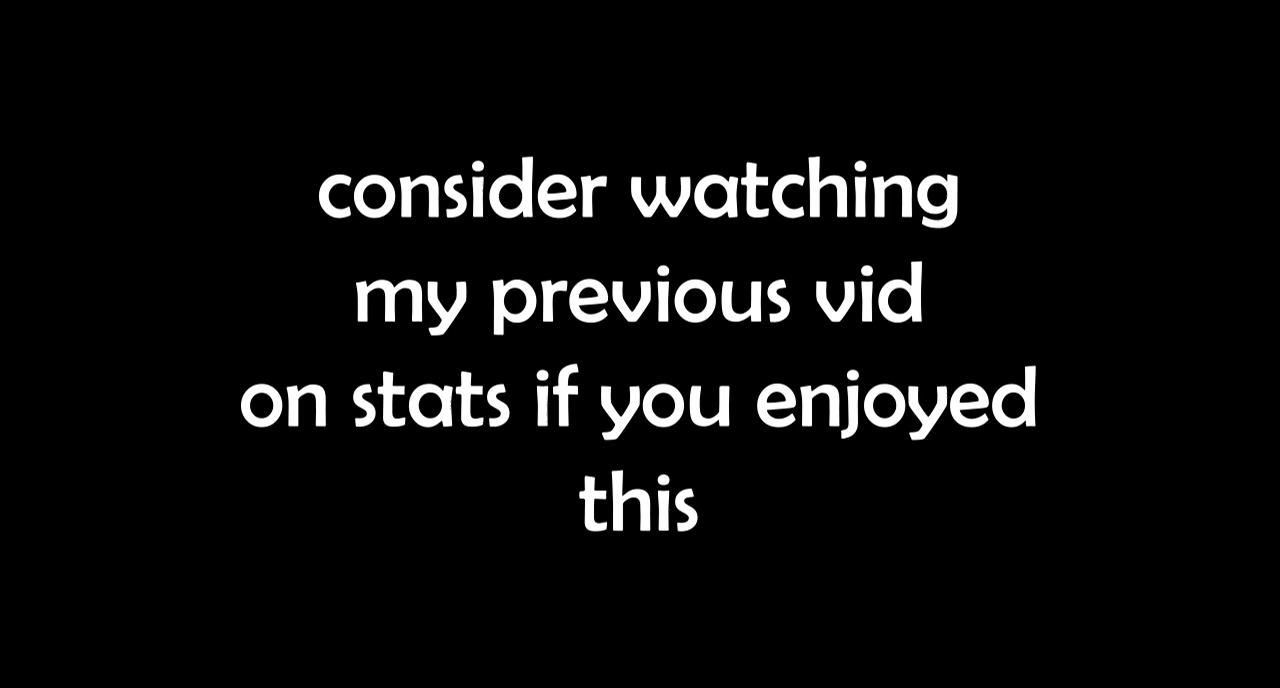 consider watching
my previous vid
on stats if you enjoyed
this